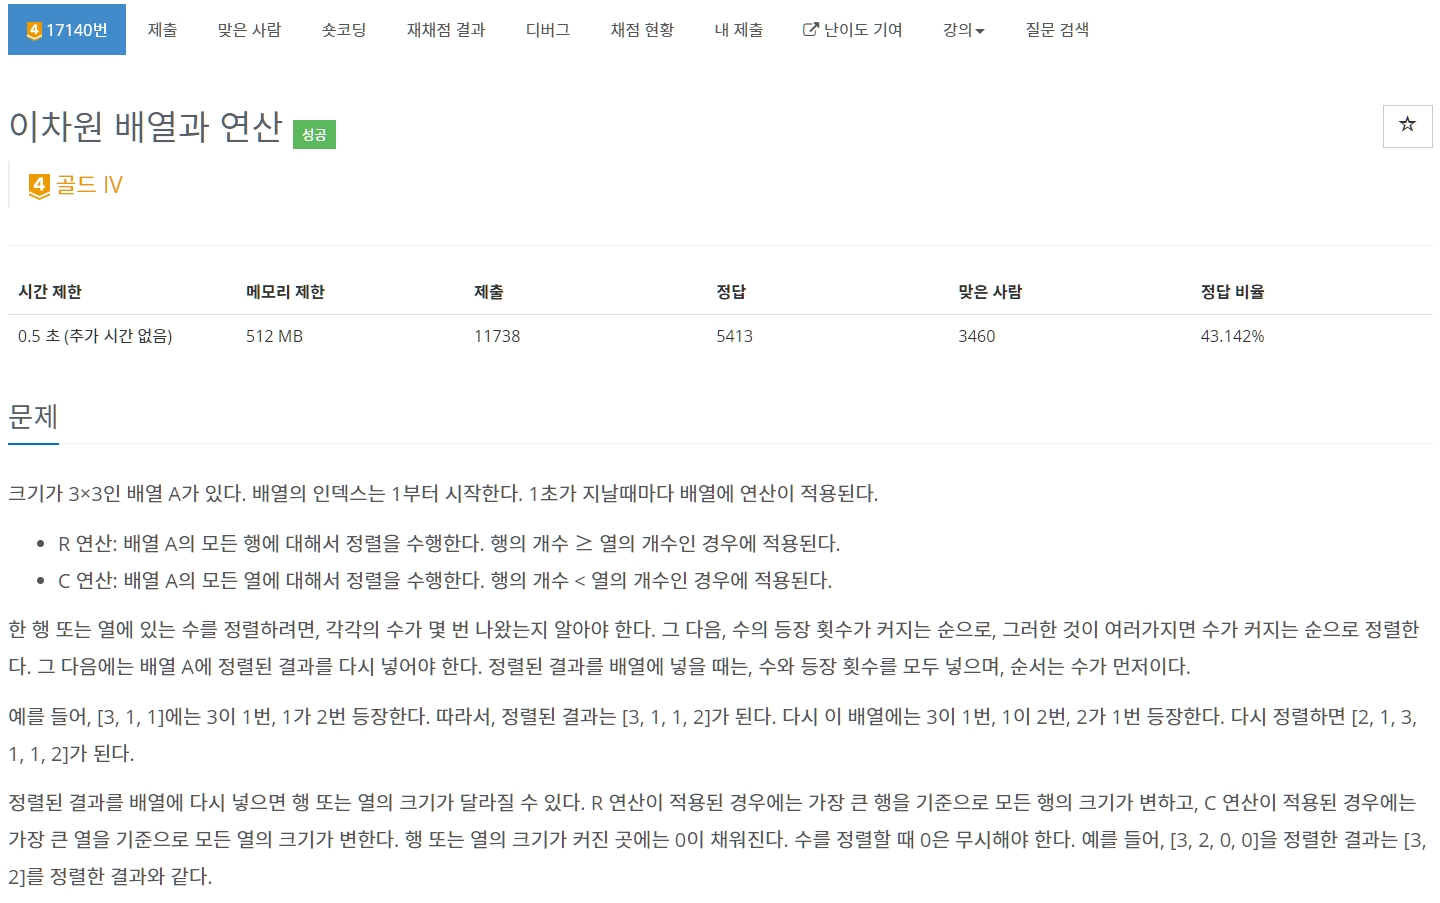 4 17140번 제출 맞은 사람 숏코딩 재채점 결과 디버그 채점 현황 내 제출 난이도 기여 강의 질문 검색
이차원 배열과 연산 성공
4 골드 IV
시간 제한 메모리 제한 제출 정답 맞은 사람 정답 비율
0.5 초 (추가 시간 없음) 512 MB 11738 5413 3460 43.142%
문제
크기가 3×3인 배열 A가 있다. 배열의 인덱스는 1부터 시작한다. 1초가 지날때마다 배열에 연산이 적용된다.
• R 연산: 배열 A의 모든 행에 대해서 정렬을 수행한다. 행의 개수 ≥ 열의 개수인 경우에 적용된다.
• C 연산: 배열 A의 모든 열에 대해서 정렬을 수행한다. 행의 개수 < 열의 개수인 경우에 적용된다.
한 행 또는 열에 있는 수를 정렬하려면, 각각의 수가 몇 번 나왔는지 알아야 한다. 그 다음, 수의 등장 횟수가 커지는 순으로, 그러한 것이 여러가지면 수가 커지는 순으로 정렬한
다. 그 다음에는 배열 A에 정렬된 결과를 다시 넣어야 한다. 정렬된 결과를 배열에 넣을 때는, 수와 등장 횟수를 모두 넣으며, 순서는 수가 먼저이다.
예를 들어, [3, 1, 1]에는 3이 1번, 1가 2번 등장한다. 따라서, 정렬된 결과는 [3, 1, 1, 2]가 된다. 다시 이 배열에는 3이 1번, 1이 2번, 2가 1번 등장한다. 다시 정렬하면 [2, 1, 3,
1, 1, 2]가 된다.
정렬된 결과를 배열에 다시 넣으면 행 또는 열의 크기가 달라질 수 있다. R 연산이 적용된 경우에는 가장 큰 행을 기준으로 모든 행의 크기가 변하고, C 연산이 적용된 경우에는
가장 큰 열을 기준으로 모든 열의 크기가 변한다. 행 또는 열의 크기가 커진 곳에는 0이 채워진다. 수를 정렬할 때 0은 무시해야 한다. 예를 들어, [3, 2, 0, 0]을 정렬한 결과는 [3,
2]를 정렬한 결과와 같다.